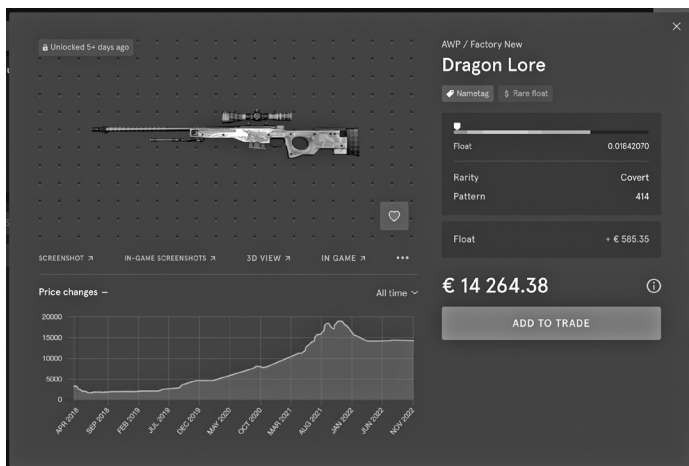 Unlocked 5+ days ago
AWP / Factory New
Dragon Lore
Nametag
$ Rare float
Float 0.01642070
Rarity Covert
Pattern 414
Float + € 585.35
SCREENSHOT ↗ IN-GAME SCREENSHOTS ↗ 3D VIEW ↗ IN GAME ↗ •••
€ 14 264.38
ADD TO TRADE
Price changes –
All time
20000
15000
10000
5000
0
APR 2018
SEP 2018
FEB 2019
JUL 2019
DEC 2019
MAY 2020
OCT 2020
MAR 2021
AUG 2021
JAN 2022
JUN 2022
NOV 2022